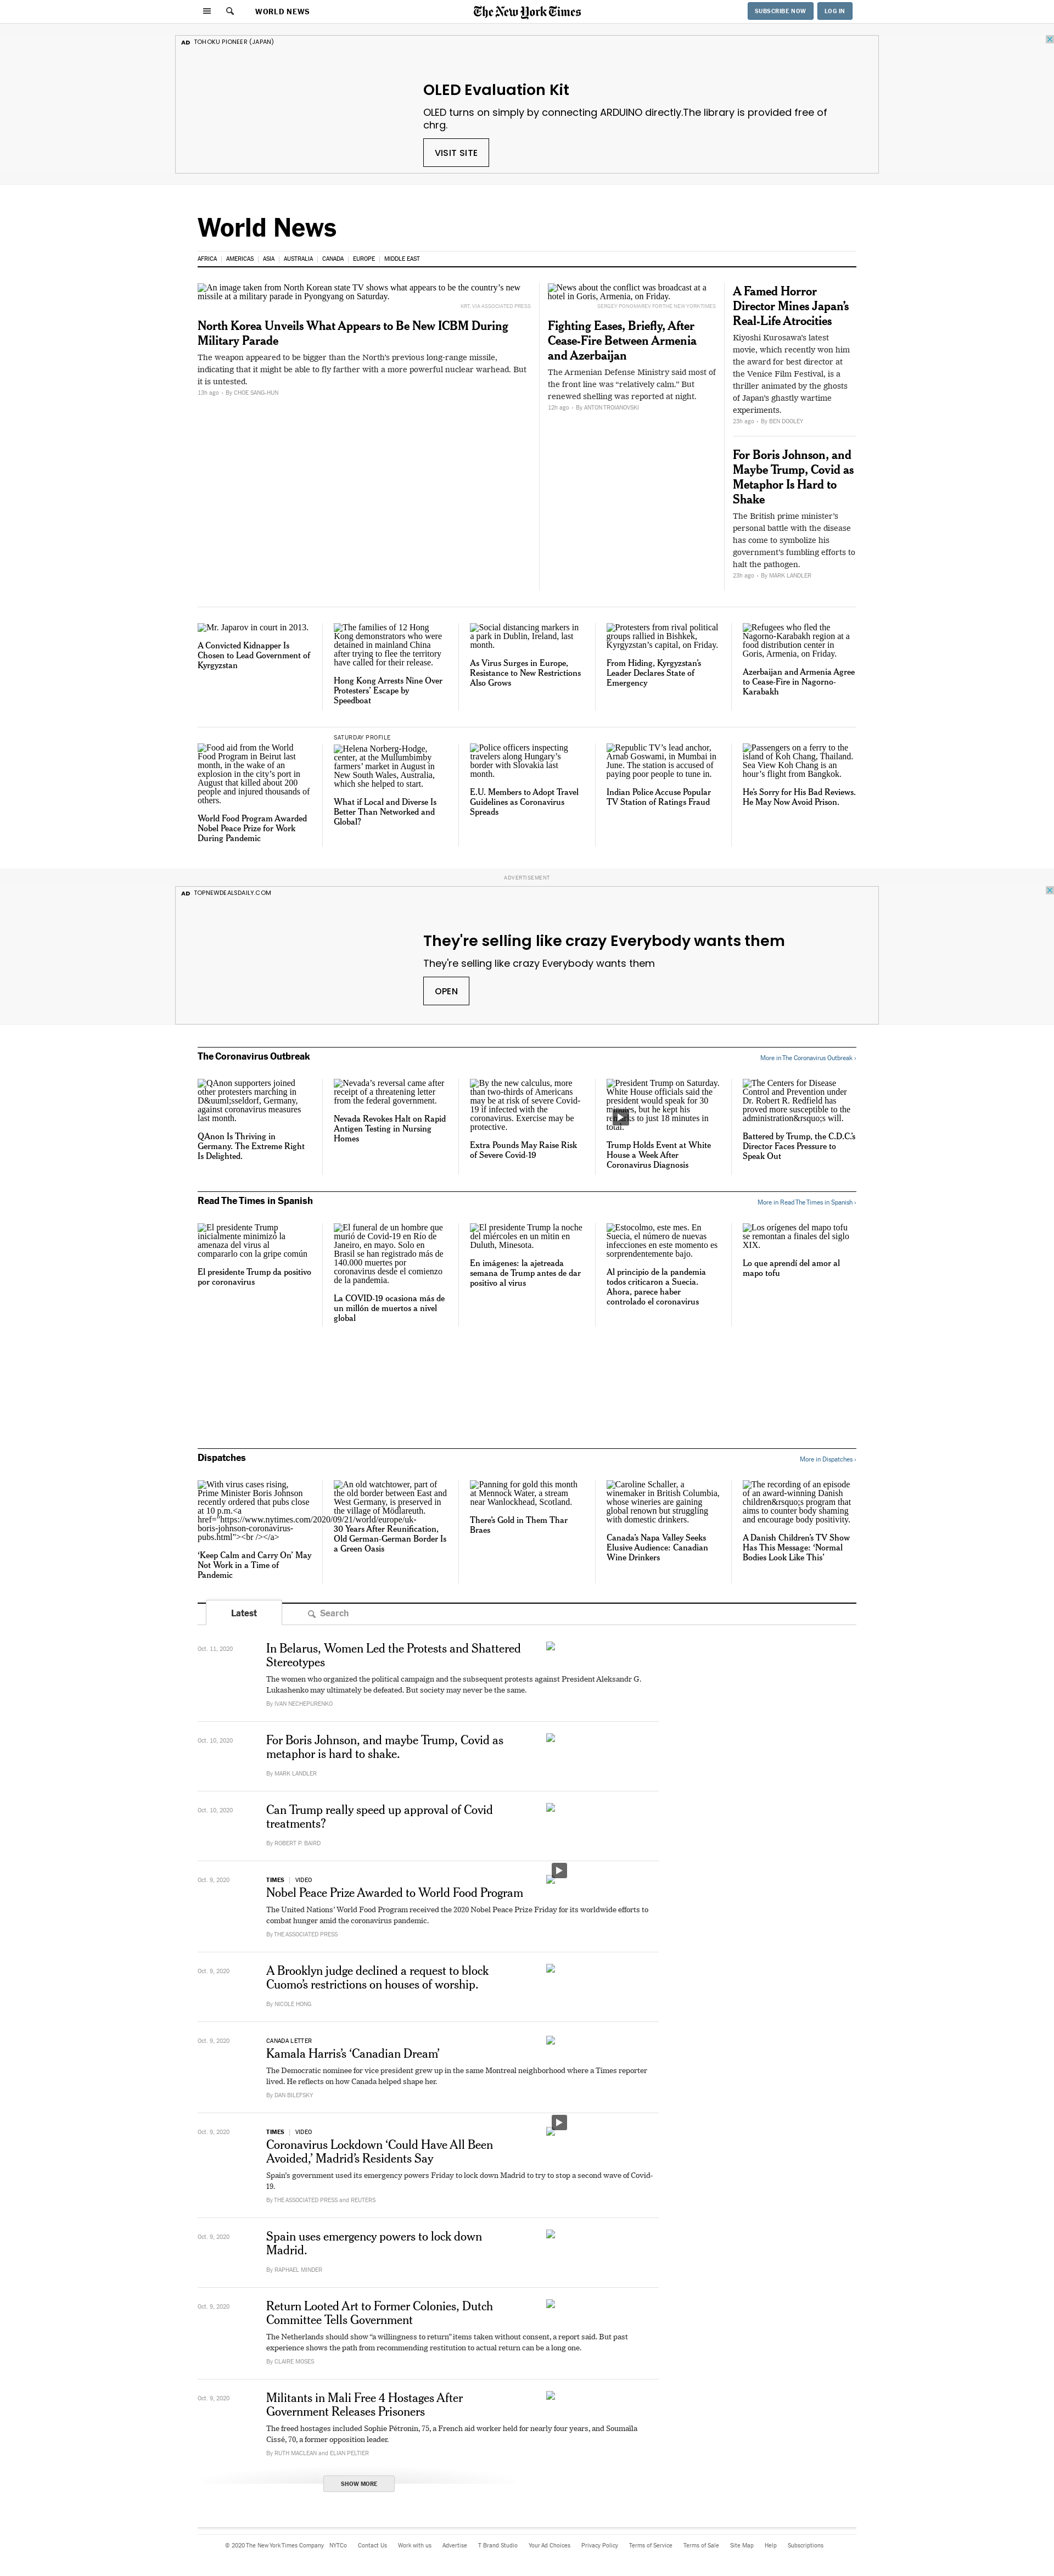 WORLD NEWS
The New York Times
SUBSCRIBE NOW
LOG IN
AD TOHOKU PIONEER (JAPAN)
OLED Evaluation Kit
OLED turns on simply by connecting ARDUINO directly.The library is provided free of
chrg.
VISIT SITE
World News
AFRICA | AMERICAS | ASIA | AUSTRALIA | CANADA | EUROPE | MIDDLE EAST
An image taken from North Korean state TV shows what appears to be the country's new
missile at a military parade in Pyongyang on Saturday.
KRT, VIA ASSOCIATED PRESS
North Korea Unveils What Appears to Be New ICBM During
Military Parade
The weapon appeared to be bigger than the North's previous long-range missile,
indicating that it might be able to fly farther with a more powerful nuclear warhead. But
it is untested.
13h ago • By CHOE SANG-HUN
News about the conflict was broadcast at a
hotel in Goris, Armenia, on Friday.
SERGEY PONOMAREV FOR THE NEW YORK TIMES
Fighting Eases, Briefly, After
Cease-Fire Between Armenia
and Azerbaijan
The Armenian Defense Ministry said most of
the front line was “relatively calm.” But
renewed shelling was reported at night.
12h ago • By ANTON TROIANOVSKI
A Famed Horror
Director Mines Japan’s
Real-Life Atrocities
Kiyoshi Kurosawa’s latest
movie, which recently won him
the award for best director at
the Venice Film Festival, is a
thriller animated by the ghosts
of Japan’s ghastly wartime
experiments.
23h ago • By BEN DOOLEY
For Boris Johnson, and
Maybe Trump, Covid as
Metaphor Is Hard to
Shake
The British prime minister’s
personal battle with the disease
has come to symbolize his
government’s fumbling efforts to
halt the pathogen.
23h ago • By MARK LANDLER
Mr. Japarov in court in 2013.
A Convicted Kidnapper Is
Chosen to Lead Government of
Kyrgyzstan
The families of 12 Hong
Kong demonstrators who were
detained in mainland China
after trying to flee the territory
have called for their release.
Hong Kong Arrests Nine Over
Protesters’ Escape by
Speedboat
Social distancing markers in
a park in Dublin, Ireland, last
month.
As Virus Surges in Europe,
Resistance to New Restrictions
Also Grows
Protesters from rival political
groups rallied in Bishkek,
Kyrgyzstan’s capital, on Friday.
From Hiding, Kyrgyzstan’s
Leader Declares State of
Emergency
Refugees who fled the
Nagorno-Karabakh region at a
food distribution center in
Goris, Armenia, on Friday.
Azerbaijan and Armenia Agree
to Cease-Fire in Nagorno-
Karabakh
Food aid from the World
Food Program in Beirut last
month, in the wake of an
explosion in the city’s port in
August that killed about 200
people and injured thousands of
others.
World Food Program Awarded
Nobel Peace Prize for Work
During Pandemic
SATURDAY PROFILE
Helena Norberg-Hodge,
center, at the Mullumbimby
farmers’ market in August in
New South Wales, Australia,
which she helped to start.
What if Local and Diverse Is
Better Than Networked and
Global?
Police officers inspecting
travelers along Hungary’s
border with Slovakia last
month.
E.U. Members to Adopt Travel
Guidelines as Coronavirus
Spreads
Republic TV’s lead anchor,
Arnab Goswami, in Mumbai in
June. The station is accused of
paying poor people to tune in.
Indian Police Accuse Popular
TV Station of Ratings Fraud
Passengers on a ferry to the
island of Koh Chang, Thailand.
Sea View Koh Chang is an
hour’s flight from Bangkok.
He’s Sorry for His Bad Reviews.
He May Now Avoid Prison.
ADVERTISEMENT
AD TOPNEWDEALSDAILY.COM
They're selling like crazy Everybody wants them
They're selling like crazy Everybody wants them
OPEN
The Coronavirus Outbreak
More in The Coronavirus Outbreak ›
QAnon supporters joined
other protesters marching in
D&uuml;sseldorf, Germany,
against coronavirus measures
last month.
QAnon Is Thriving in
Germany. The Extreme Right
Is Delighted.
Nevada’s reversal came after
receipt of a threatening letter
from the federal government.
Nevada Revokes Halt on Rapid
Antigen Testing in Nursing
Homes
By the new calculus, more
than two-thirds of Americans
may be at risk of severe Covid-
19 if infected with the
coronavirus. Exercise may be
protective.
Extra Pounds May Raise Risk
of Severe Covid-19
President Trump on Saturday.
White House officials said the
president would speak for 30
but he kept his
to just 18 minutes in
total.
Trump Holds Event at White
House a Week After
Coronavirus Diagnosis
The Centers for Disease
Control and Prevention under
Dr. Robert R. Redfield has
proved more susceptible to the
administration&rsquo;s will.
Battered by Trump, the C.D.C.’s
Director Faces Pressure to
Speak Out
Read The Times in Spanish
More in Read The Times in Spanish ›
El presidente Trump
inicialmente minimizó la
amenaza del virus al
compararlo con la gripe común
El presidente Trump da positivo
por coronavirus
El funeral de un hombre que
murió de Covid-19 en Río de
Janeiro, en mayo. Solo en
Brasil se han registrado más de
140.000 muertes por
coronavirus desde el comienzo
de la pandemia.
La COVID-19 ocasiona más de
un millón de muertos a nivel
global
El presidente Trump la noche
del miércoles en un mitin en
Duluth, Minesota.
En imágenes: la ajetreada
semana de Trump antes de dar
positivo al virus
Estocolmo, este mes. En
Suecia, el número de nuevas
infecciones en este momento es
sorprendentemente bajo.
Al principio de la pandemia
todos criticaron a Suecia.
Ahora, parece haber
controlado el coronavirus
Los orígenes del mapo tofu
se remontan a finales del siglo
XIX.
Lo que aprendí del amor al
mapo tofu
Dispatches
More in Dispatches ›
With virus cases rising,
Prime Minister Boris Johnson
recently ordered that pubs close
at 10 p.m.<a
href="https://www.nytimes.com/2020/09/21/world/europe/uk-
boris-johnson-coronavirus-
pubs.html"><br /></a>
‘Keep Calm and Carry On’ May
Not Work in a Time of
Pandemic
An old watchtower, part of
the old border between East and
West Germany, is preserved in
the village of Mödlareuth.
30 Years After Reunification,
Old German-German Border Is
a Green Oasis
Panning for gold this month
at Mennock Water, a stream
near Wanlockhead, Scotland.
There’s Gold in Them Thar
Braes
Caroline Schaller, a
winemaker in British Columbia,
whose wineries are gaining
global renown but struggling
with domestic drinkers.
Canada’s Napa Valley Seeks
Elusive Audience: Canadian
Wine Drinkers
The recording of an episode
of an award-winning Danish
children&rsquo;s program that
aims to counter body shaming
and encourage body positivity.
A Danish Children’s TV Show
Has This Message: ‘Normal
Bodies Look Like This’
Latest
Search
Oct. 11, 2020
In Belarus, Women Led the Protests and Shattered
Stereotypes
The women who organized the political campaign and the subsequent protests against President Aleksandr G.
Lukashenko may ultimately be defeated. But society may never be the same.
By IVAN NECHEPURENKO
Oct. 10, 2020
For Boris Johnson, and maybe Trump, Covid as
metaphor is hard to shake.
By MARK LANDLER
Oct. 10, 2020
Can Trump really speed up approval of Covid
treatments?
By ROBERT P. BAIRD
Oct. 9, 2020
TIMES | VIDEO
Nobel Peace Prize Awarded to World Food Program
The United Nations’ World Food Program received the 2020 Nobel Peace Prize Friday for its worldwide efforts to
combat hunger amid the coronavirus pandemic.
By THE ASSOCIATED PRESS
Oct. 9, 2020
A Brooklyn judge declined a request to block
Cuomo’s restrictions on houses of worship.
By NICOLE HONG
Oct. 9, 2020
CANADA LETTER
Kamala Harris’s ‘Canadian Dream’
The Democratic nominee for vice president grew up in the same Montreal neighborhood where a Times reporter
lived. He reflects on how Canada helped shape her.
By DAN BILEFSKY
Oct. 9, 2020
TIMES | VIDEO
Coronavirus Lockdown ‘Could Have All Been
Avoided,’ Madrid’s Residents Say
Spain’s government used its emergency powers Friday to lock down Madrid to try to stop a second wave of Covid-
19.
By THE ASSOCIATED PRESS and REUTERS
Oct. 9, 2020
Spain uses emergency powers to lock down
Madrid.
By RAPHAEL MINDER
Oct. 9, 2020
Return Looted Art to Former Colonies, Dutch
Committee Tells Government
The Netherlands should show “a willingness to return” items taken without consent, a report said. But past
experience shows the path from recommending restitution to actual return can be a long one.
By CLAIRE MOSES
Oct. 9, 2020
Militants in Mali Free 4 Hostages After
Government Releases Prisoners
The freed hostages included Sophie Pétronin, 75, a French aid worker held for nearly four years, and Soumaïla
Cissé, 70, a former opposition leader.
By RUTH MACLEAN and ELIAN PELTIER
SHOW MORE
© 2020 The New York Times Company NYTCo Contact Us Work with us Advertise T Brand Studio Your Ad Choices Privacy Policy Terms of Service Terms of Sale Site Map Help Subscriptions